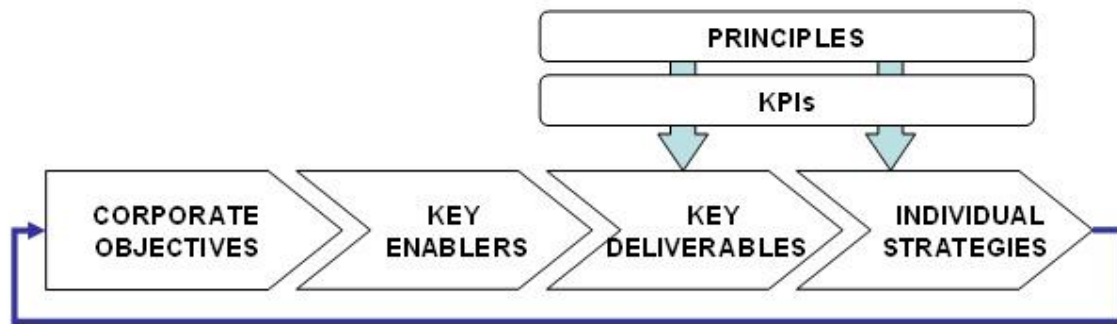 PRINCIPLES
KPIs
CORPORATE
OBJECTIVES
KEY
ENABLERS
KEY
DELIVERABLES
INDIVIDUAL
STRATEGIES